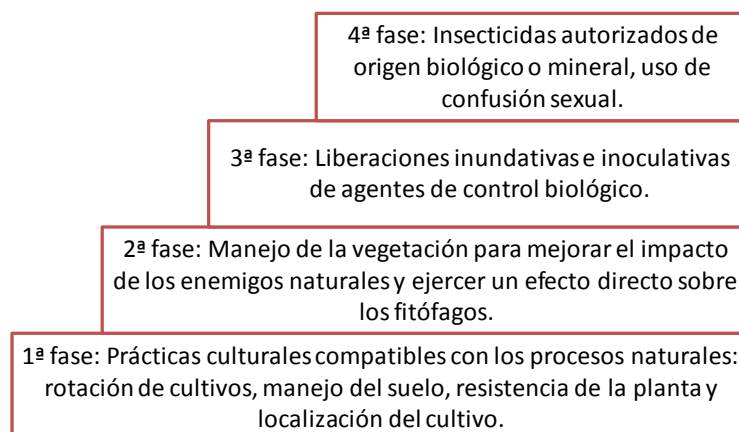 4ª fase: Insecticidas autorizados de
origen biológico o mineral, uso de
confusión sexual.
3ª fase: Liberaciones inundativas e inoculativas
de agentes de control biológico.
2ª fase: Manejo de la vegetación para mejorar el impacto
de los enemigos naturales y ejercer un efecto directo sobre
los fitófagos.
1ª fase: Prácticas culturales compatibles con los procesos naturales:
rotación de cultivos, manejo del suelo, resistencia de la planta y
localización del cultivo.